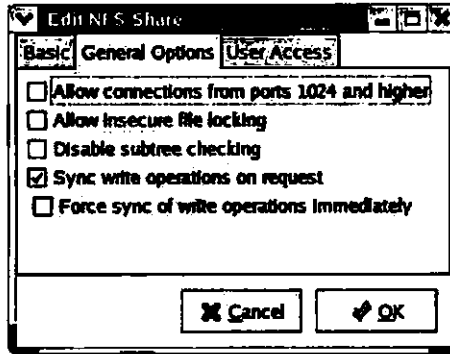 Edit NFS Share
Basic General Options User Access
Allow connections from ports 1024 and higher
Allow insecure file locking
Disable subtree checking
Sync write operations on request
Force sync of write operations immediately
Cancel OK